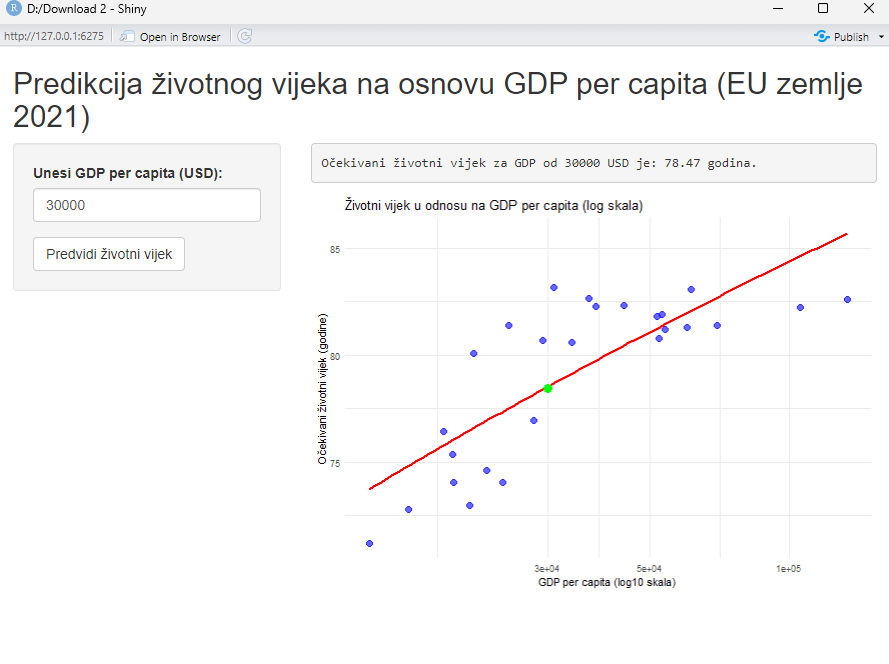 D:/Download 2 - Shiny
http://127.0.0.1:6275
Open in Browser
Publish
Predikcija životnog vijeka na osnovu GDP per capita (EU zemlje
2021)
Unesi GDP per capita (USD):
30000
Predvidi životni vijek
Očekivani životni vijek za GDP od 30000 USD je: 78.47 godina.
Životni vijek u odnosu na GDP per capita (log skala)
Očekivani životni vijek (godine)
85
80
75
3e+04 5e+04 1e+05
GDP per capita (log10 skala)